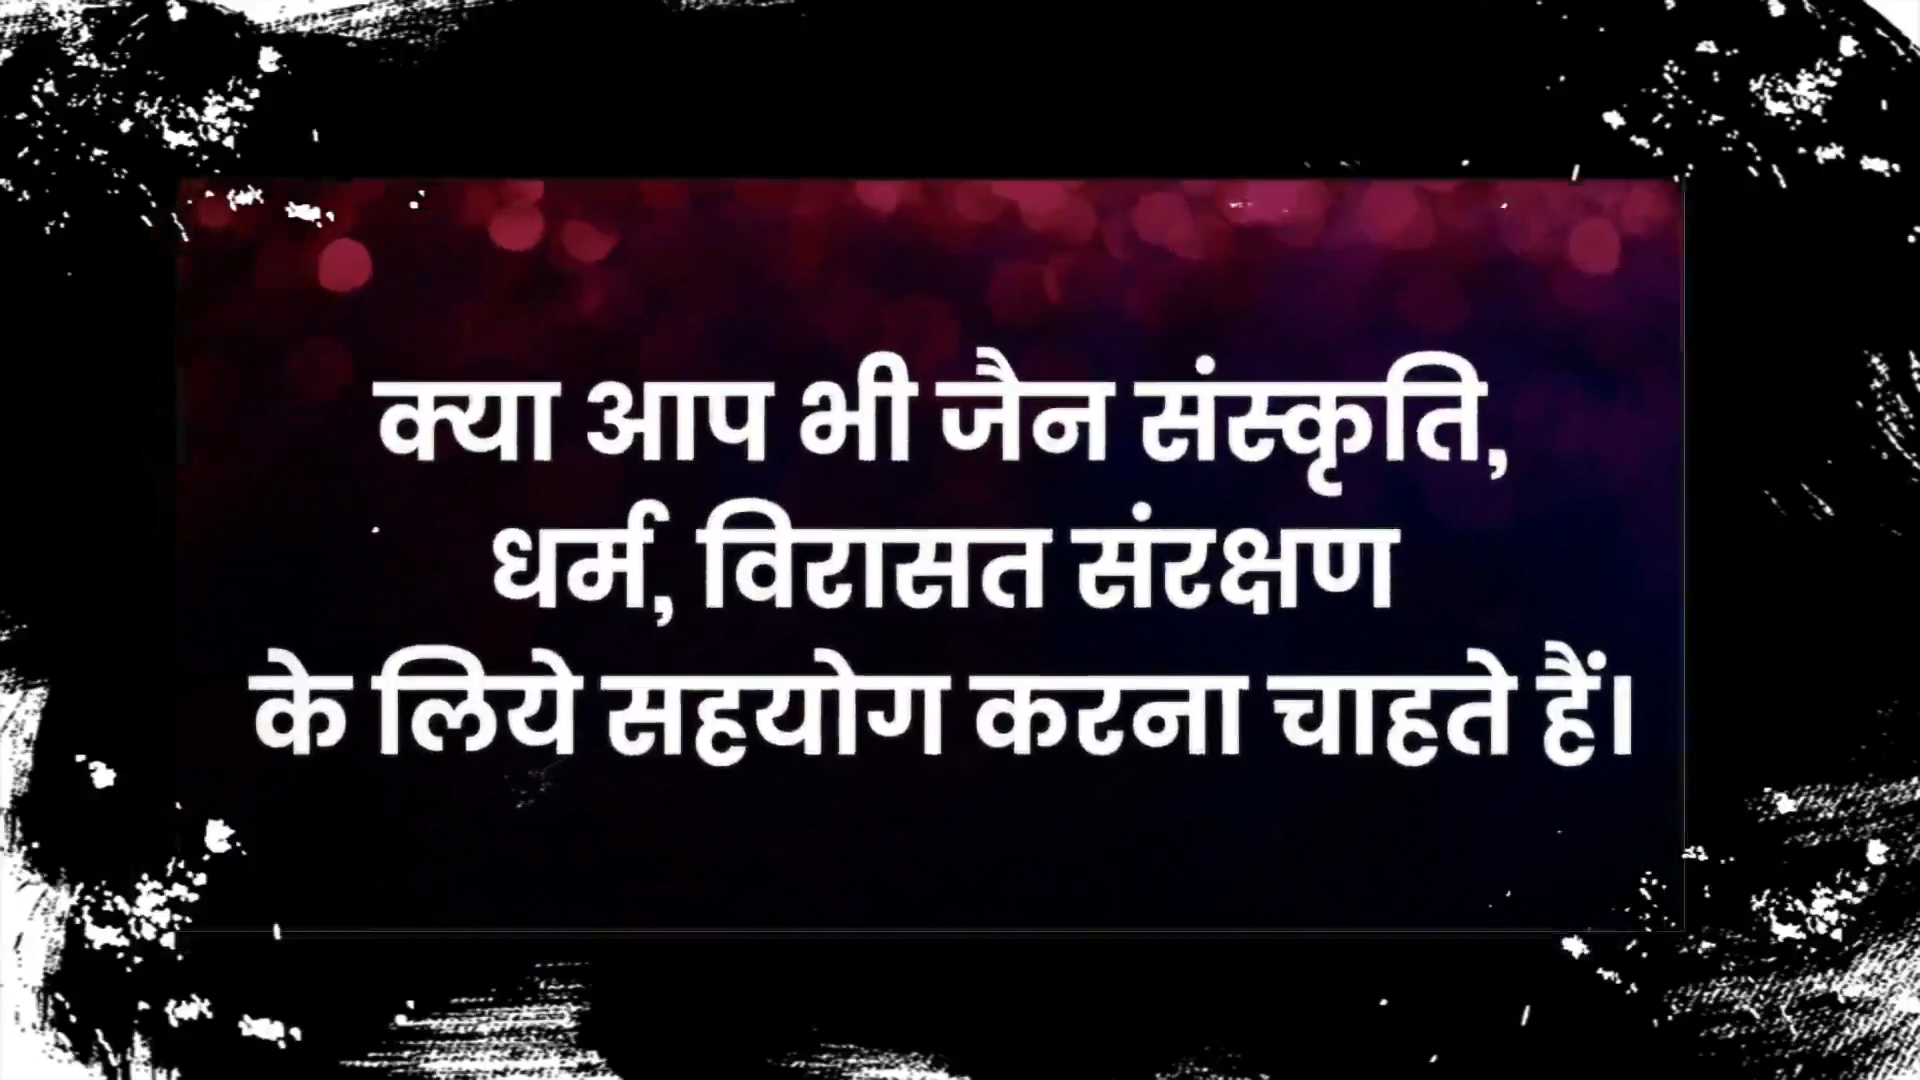 क्या आप भी जैन संस्कृति,
धर्म, विरासत संरक्षण
के लिये सहयोग करना चाहते हैं।